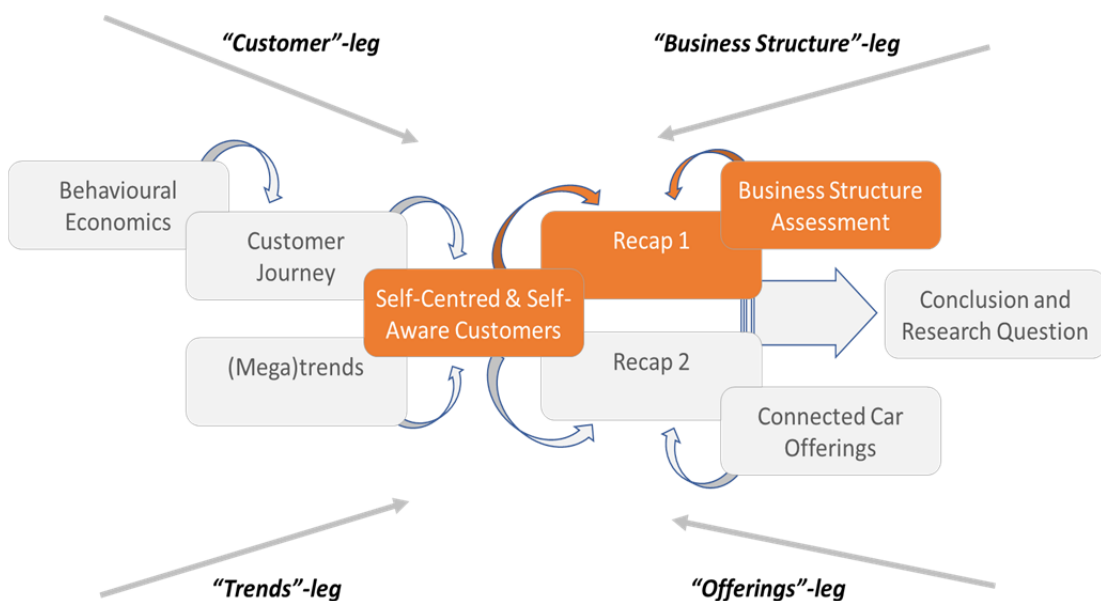 “Customer”-leg
“Business Structure”-leg
Behavioural
Economics
Customer
Journey
Self-Centred & Self-
Aware Customers
(Mega)trends
Recap 1
Business Structure
Assessment
Recap 2
Connected Car
Offerings
Conclusion and
Research Question
“Trends”-leg
“Offerings”-leg